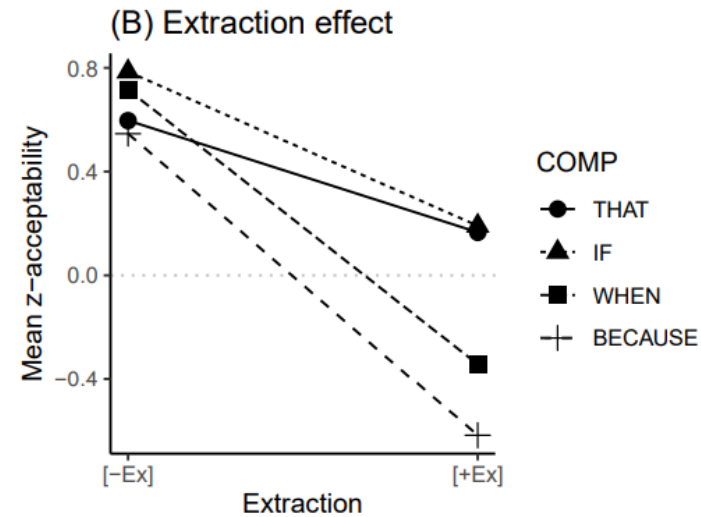 (B) Extraction effect
Mean z−acceptability
0.8
0.4
0.0
−0.4
[−Ex]
[+Ex]
Extraction
COMP
THAT
IF
WHEN
BECAUSE